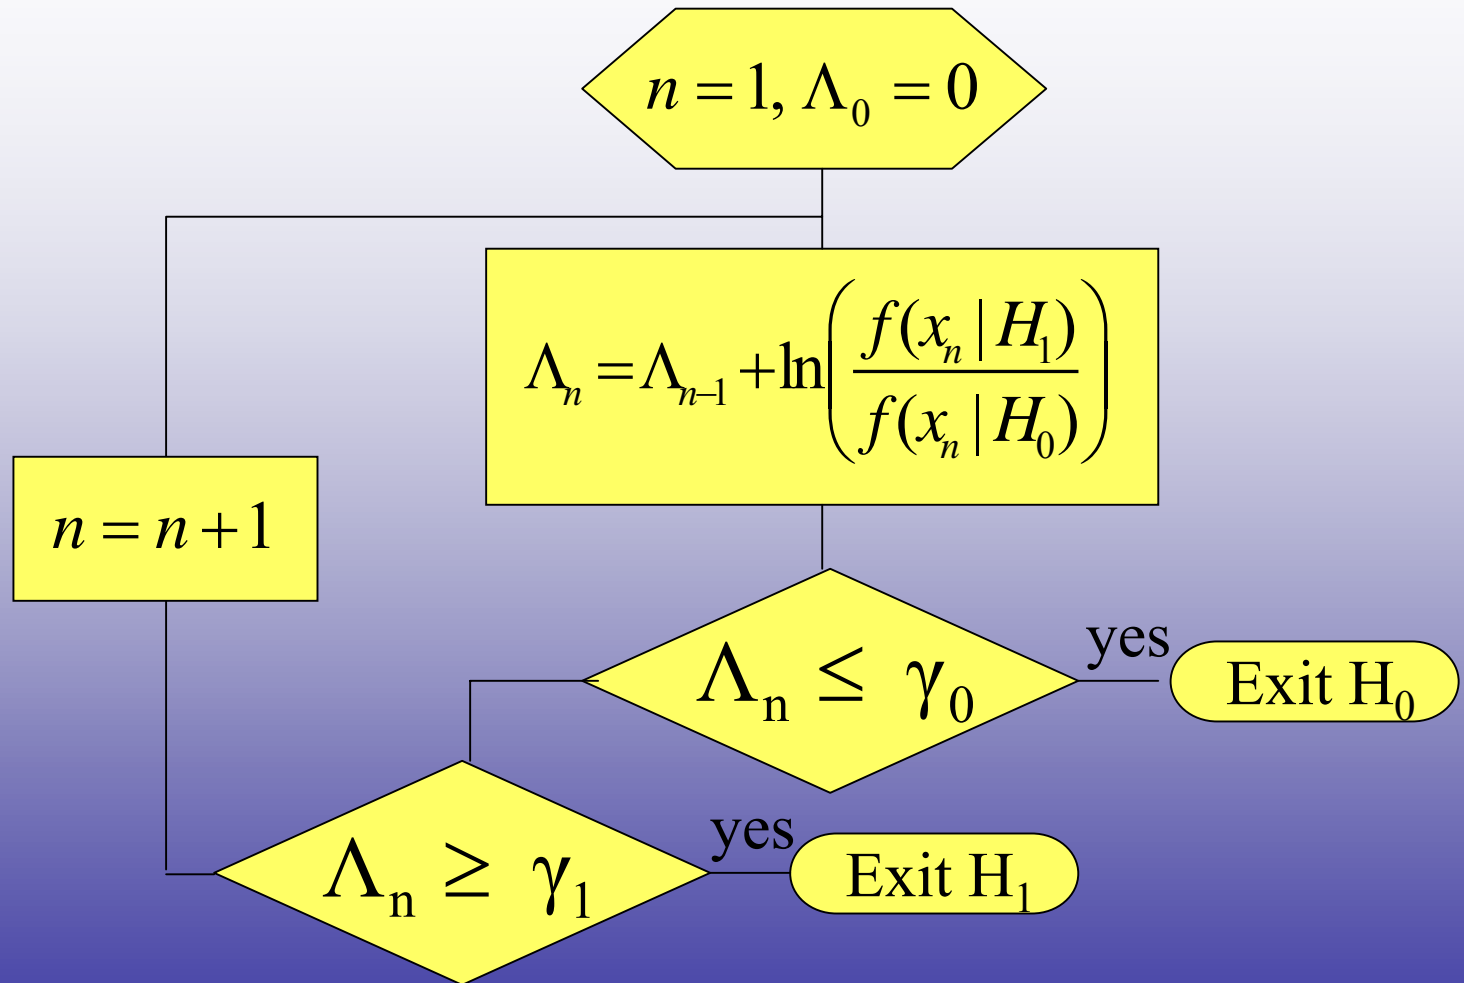 n = 1, Λ₀ = 0
Λₙ = Λₙ₋₁ + ln( f(xₙ | H₁) / f(xₙ | H₀) )
n = n + 1
Λₙ ≤ γ₀
yes
Exit H₀
Λₙ ≥ γ₁
yes
Exit H₁